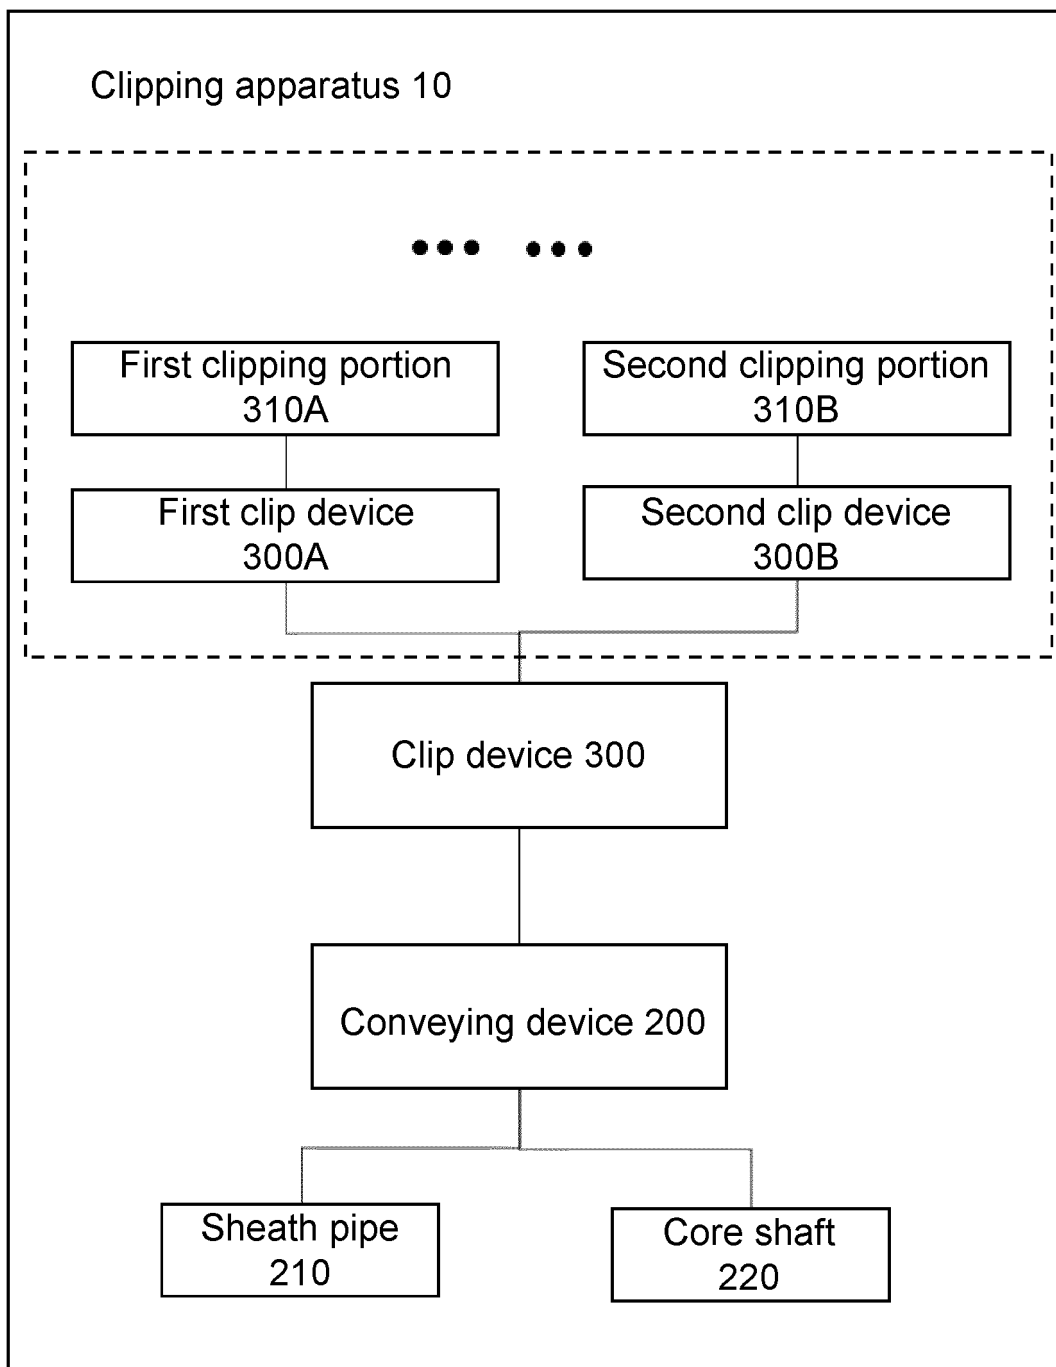 Clipping apparatus 10
First clipping portion
310A
Second clipping portion
310B
First clip device
300A
Second clip device
300B
Clip device 300
Conveying device 200
Sheath pipe
210
Core shaft
220